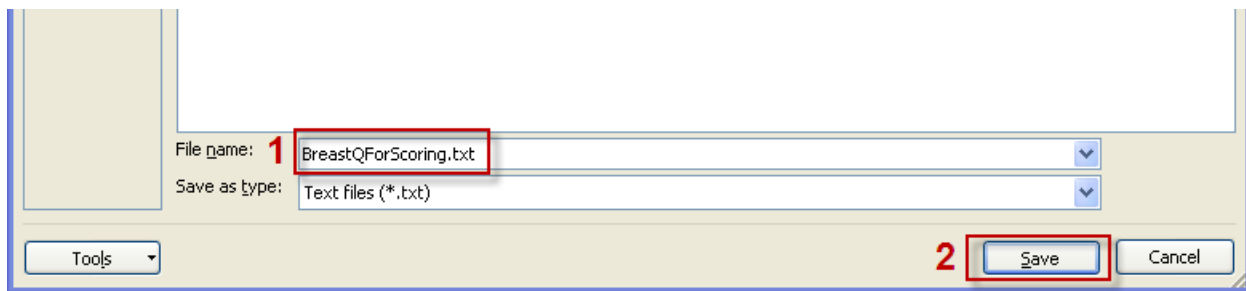 File name: 1 BreastQForScoring.txt
Save as type: Text files (*.txt)
Tools 2 Save Cancel